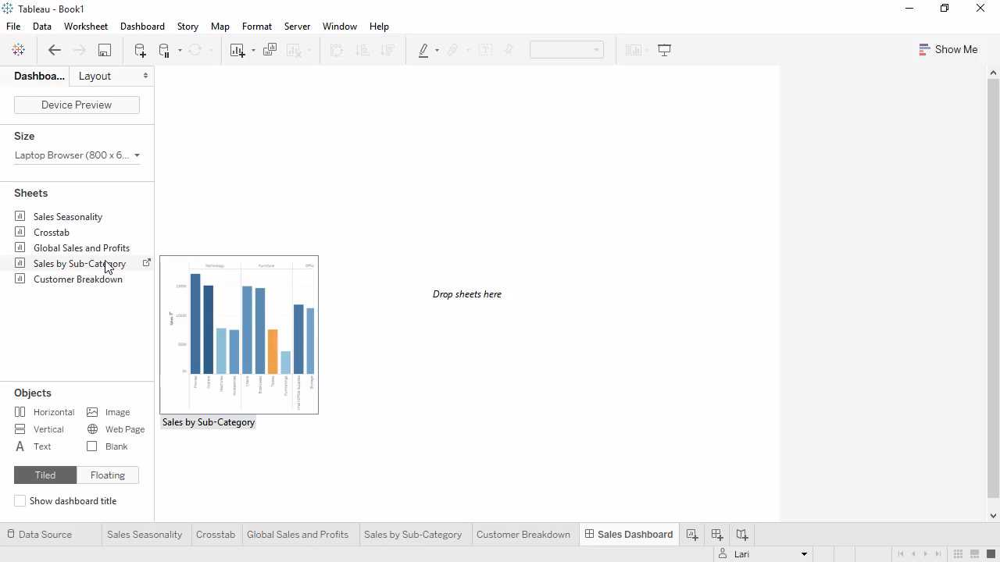 Tableau - Book1
File Data Worksheet Dashboard Story Map Format Server Window Help
Show Me
Dashboa... Layout
Device Preview
Size
Laptop Browser (800 x 6...
Sheets
Sales Seasonality
Crosstab
Global Sales and Profits
Sales by Sub-Category
Customer Breakdown
Technology Furniture
Drop sheets here
Sales by Sub-Category
Objects
Horizontal Image
Vertical Web Page
Text Blank
Tiled Floating
Show dashboard title
Data Source Sales Seasonality Crosstab Global Sales and Profits Sales by Sub-Category Customer Breakdown Sales Dashboard
Lari